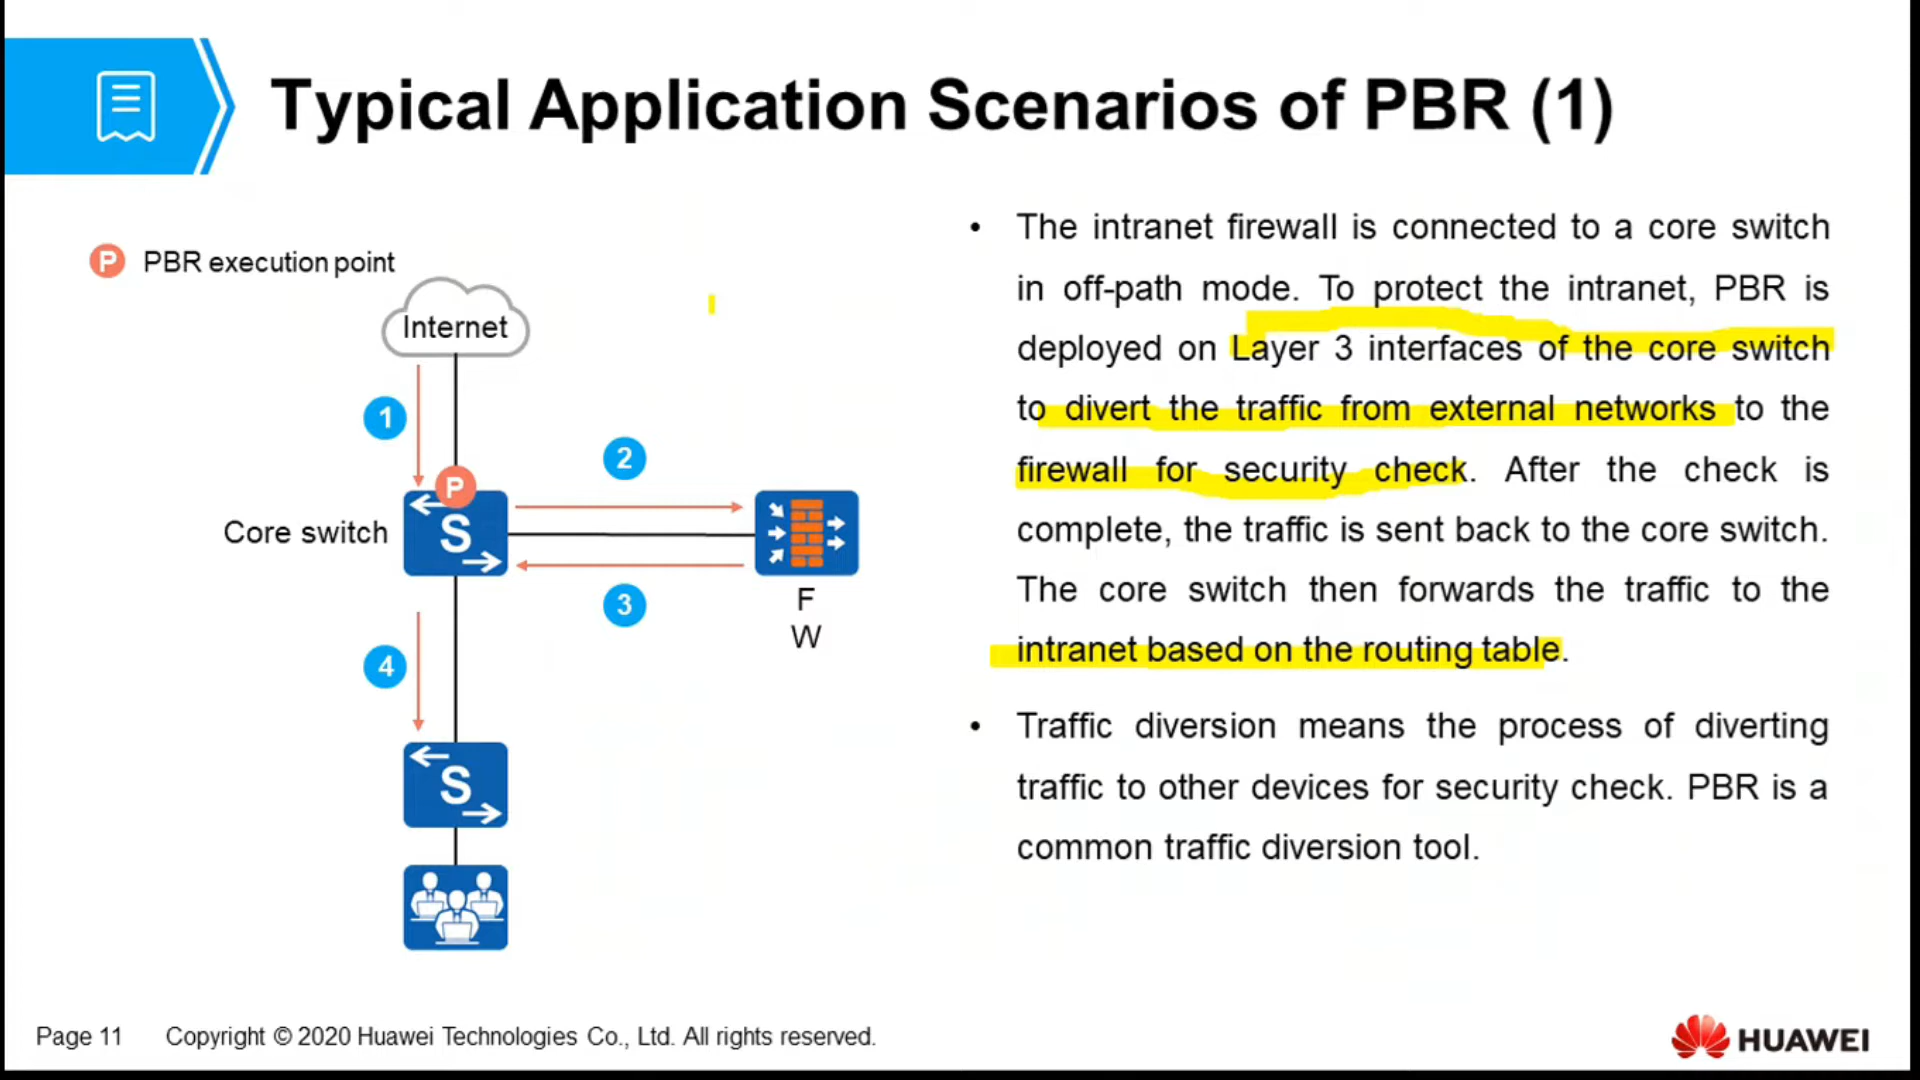 Typical Application Scenarios of PBR (1)
P PBR execution point
Internet
1
P
2
Core switch
S
3
F
W
4
S
• The intranet firewall is connected to a core switch
in off-path mode. To protect the intranet, PBR is
deployed on Layer 3 interfaces of the core switch
to divert the traffic from external networks to the
firewall for security check. After the check is
complete, the traffic is sent back to the core switch.
The core switch then forwards the traffic to the
intranet based on the routing table.
• Traffic diversion means the process of diverting
traffic to other devices for security check. PBR is a
common traffic diversion tool.
Page 11 Copyright © 2020 Huawei Technologies Co., Ltd. All rights reserved.
HUAWEI